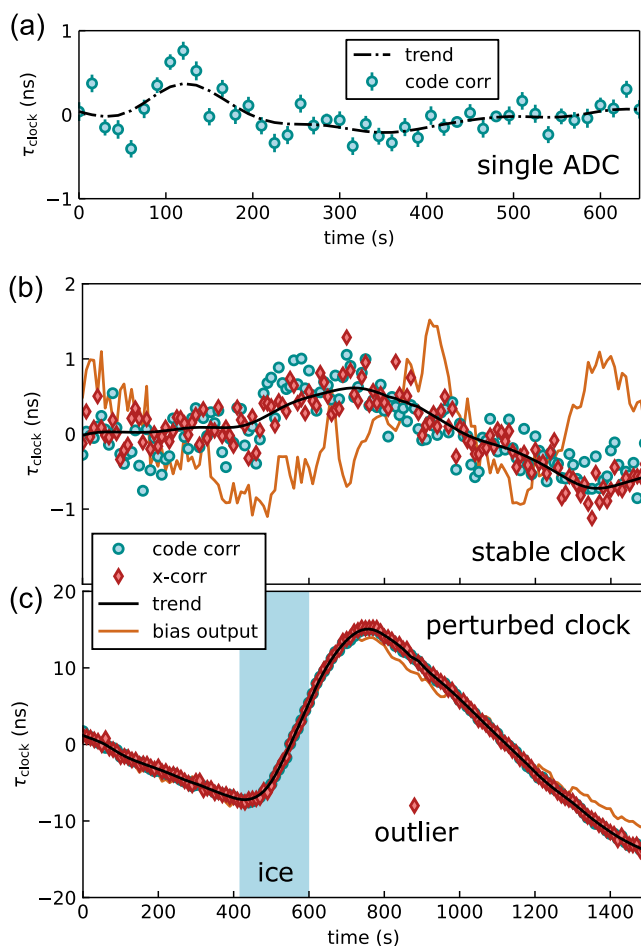 (a)
1
0
−1
τclock (ns)
trend
code corr
single ADC
0 100 200 300 400 500 600
time (s)
(b)
2
1
0
−1
τclock (ns)
stable clock
code corr
x-corr
trend
bias output
(c)
20
10
0
−10
−20
τclock (ns)
perturbed clock
outlier
ice
0 200 400 600 800 1000 1200 1400
time (s)